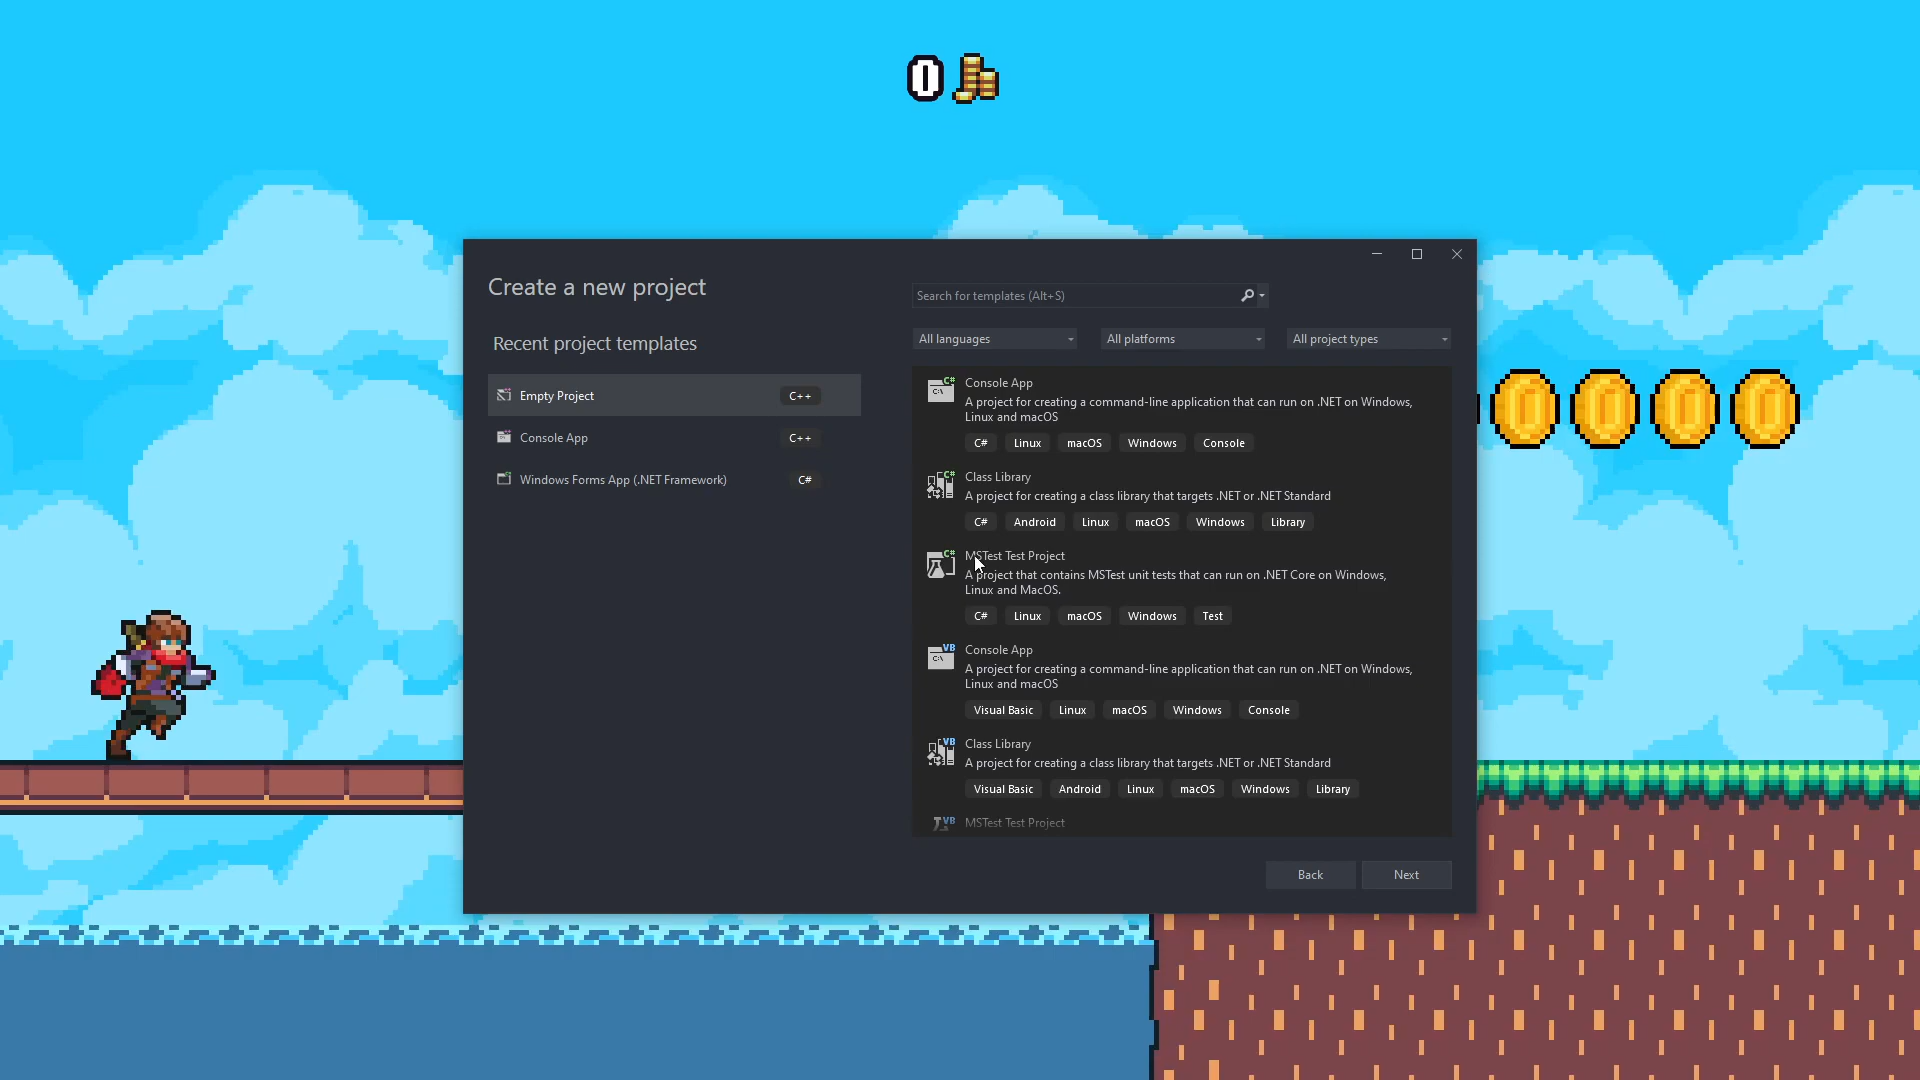 0
Create a new project
Search for templates (Alt+S)
Recent project templates
All languages
All platforms
All project types
Empty Project
C++
Console App
C++
Windows Forms App (.NET Framework)
C#
C#
C:\
Console App
A project for creating a command-line application that can run on .NET on Windows,
Linux and macOS
C# Linux macOS Windows Console
C#
Class Library
A project for creating a class library that targets .NET or .NET Standard
C# Android Linux macOS Windows Library
C#
MSTest Test Project
A project that contains MSTest unit tests that can run on .NET Core on Windows,
Linux and MacOS.
C# Linux macOS Windows Test
VB
C:\
Console App
A project for creating a command-line application that can run on .NET on Windows,
Linux and macOS
Visual Basic Linux macOS Windows Console
VB
Class Library
A project for creating a class library that targets .NET or .NET Standard
Visual Basic Android Linux macOS Windows Library
VB
MSTest Test Project
Back
Next